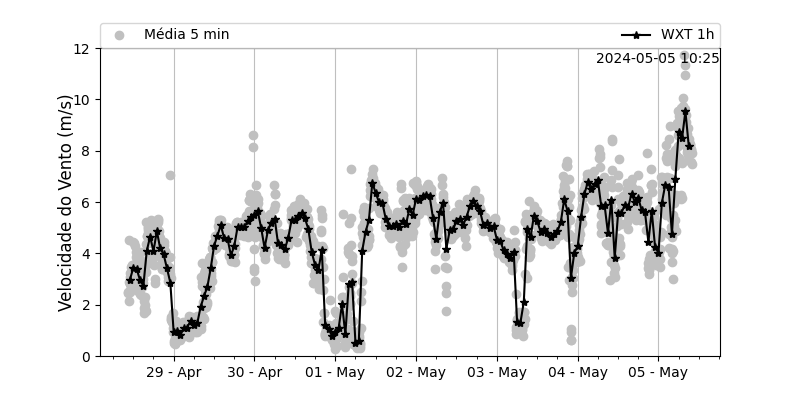 Média 5 min
WXT 1h
2024-05-05 10:25
Velocidade do Vento (m/s)
12
10
8
6
4
2
0
29 - Apr
30 - Apr
01 - May
02 - May
03 - May
04 - May
05 - May